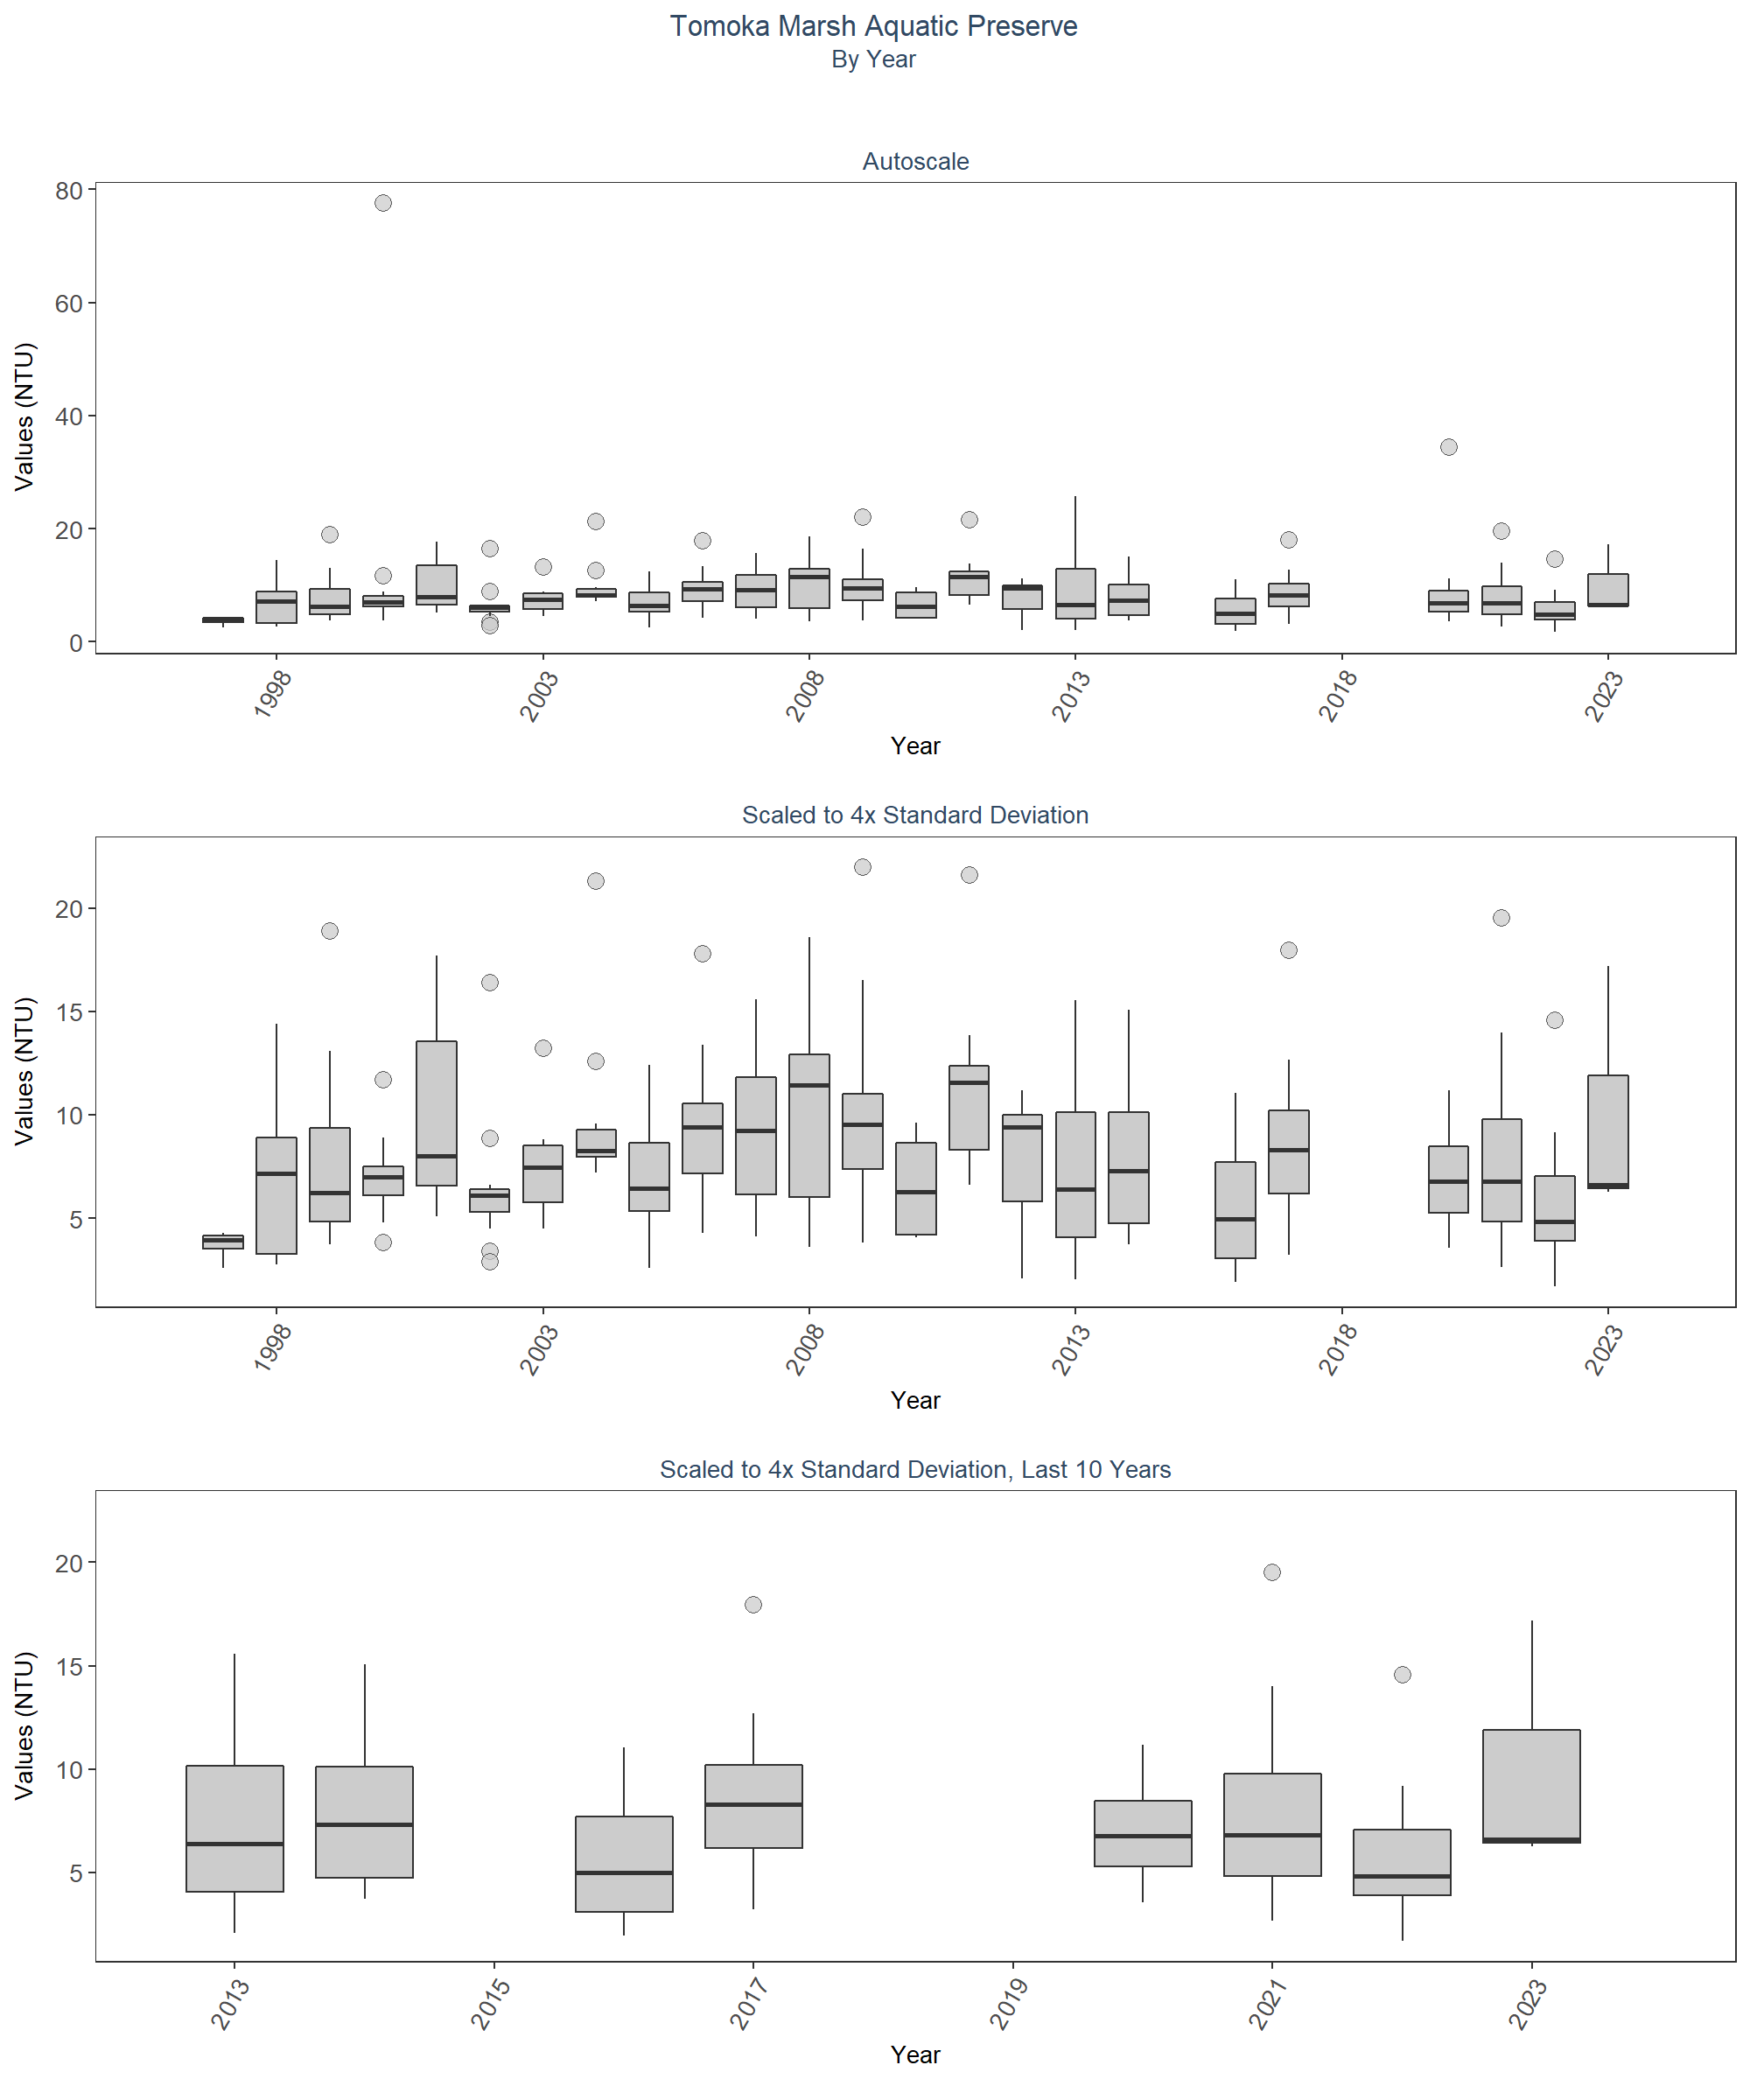 Tomoka Marsh Aquatic Preserve
By Year
Autoscale
Values (NTU)
80
60
40
20
0
1998 2003 2008 2013 2018 2023
Year
Scaled to 4x Standard Deviation
Values (NTU)
20
15
10
5
1998 2003 2008 2013 2018 2023
Year
Scaled to 4x Standard Deviation, Last 10 Years
Values (NTU)
20
15
10
5
2013 2015 2017 2019 2021 2023
Year